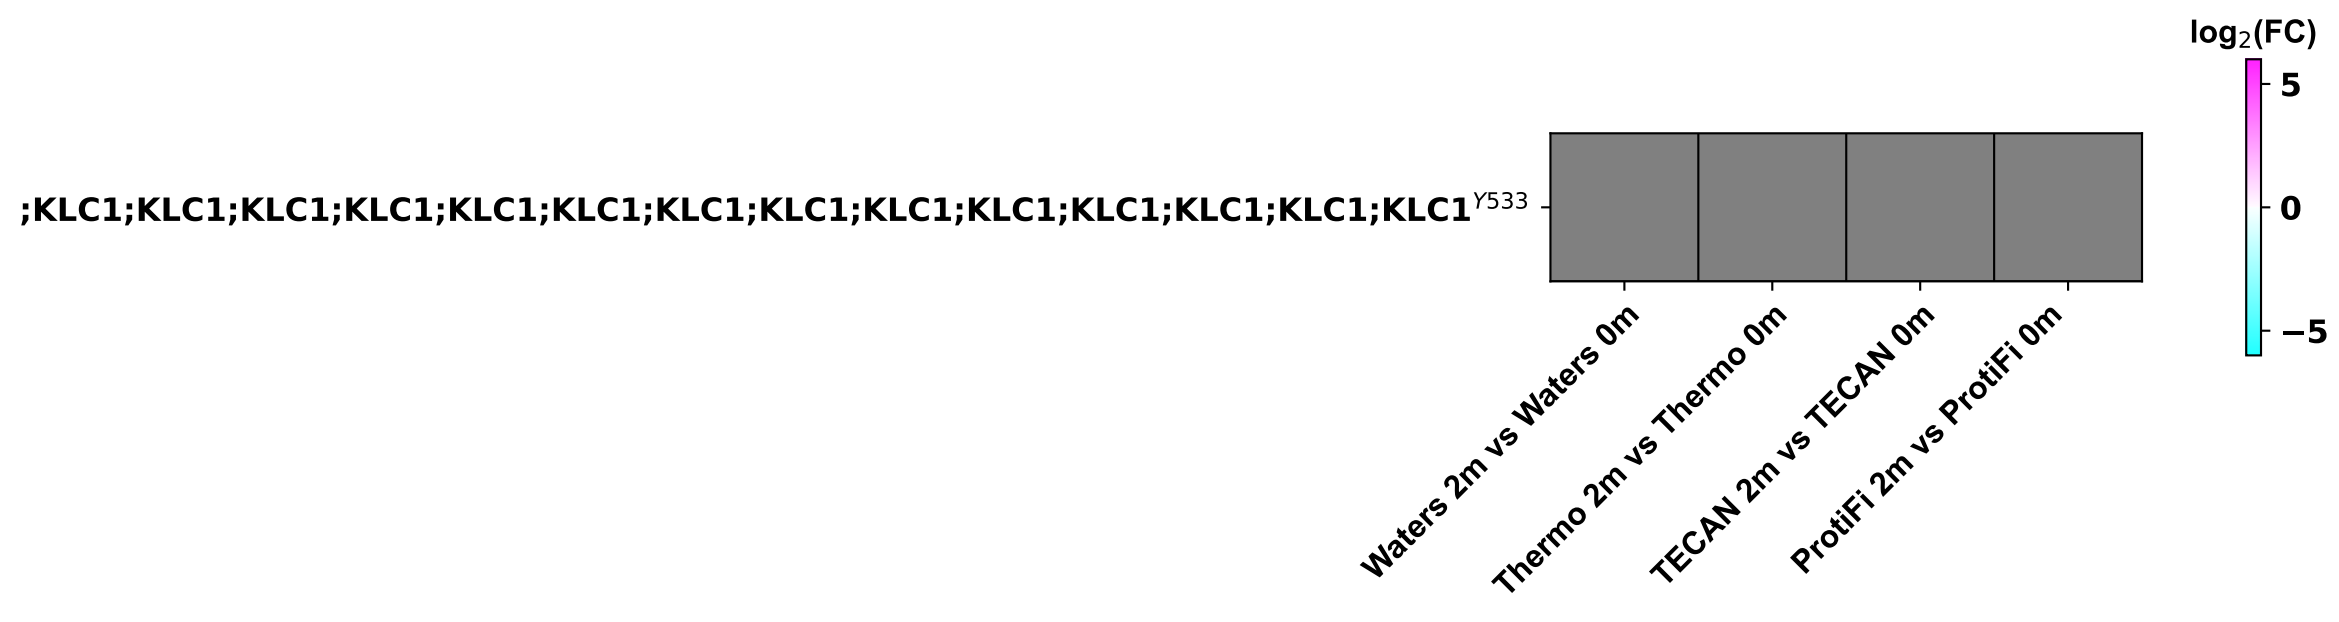 log₂(FC)
5
0
−5
;KLC1;KLC1;KLC1;KLC1;KLC1;KLC1;KLC1;KLC1;KLC1;KLC1;KLC1;KLC1;KLC1;KLC1 Y533
Waters 2m vs Waters 0m
Thermo 2m vs Thermo 0m
TECAN 2m vs TECAN 0m
ProtiFi 2m vs ProtiFi 0m